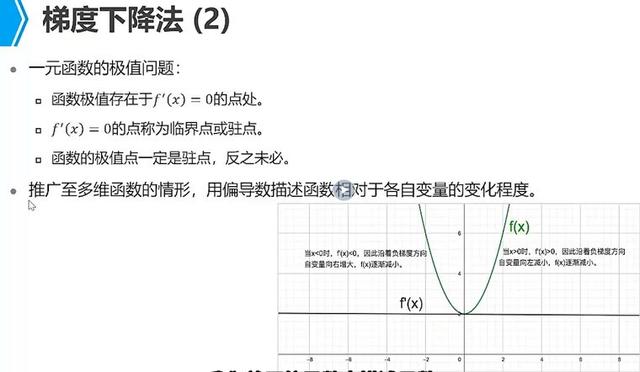 梯度下降法 (2)
一元函数的极值问题：
函数极值存在于f′(x) = 0的点处。
f′(x) = 0的点称为临界点或驻点。
函数的极值点一定是驻点，反之未必。
推广至多维函数的情形，用偏导数描述函数相对于各自变量的变化程度。
f(x)
当x<0时，f'(x)<0，因此沿着负梯度方向
自变量向右增大，f(x)逐渐减小。
当x>0时，f'(x)>0，因此沿着负梯度方向
自变量向左减小，f(x)逐渐减小。
6
4
f'(x)
-8 -6 -4 -2 0 2 4 6 8